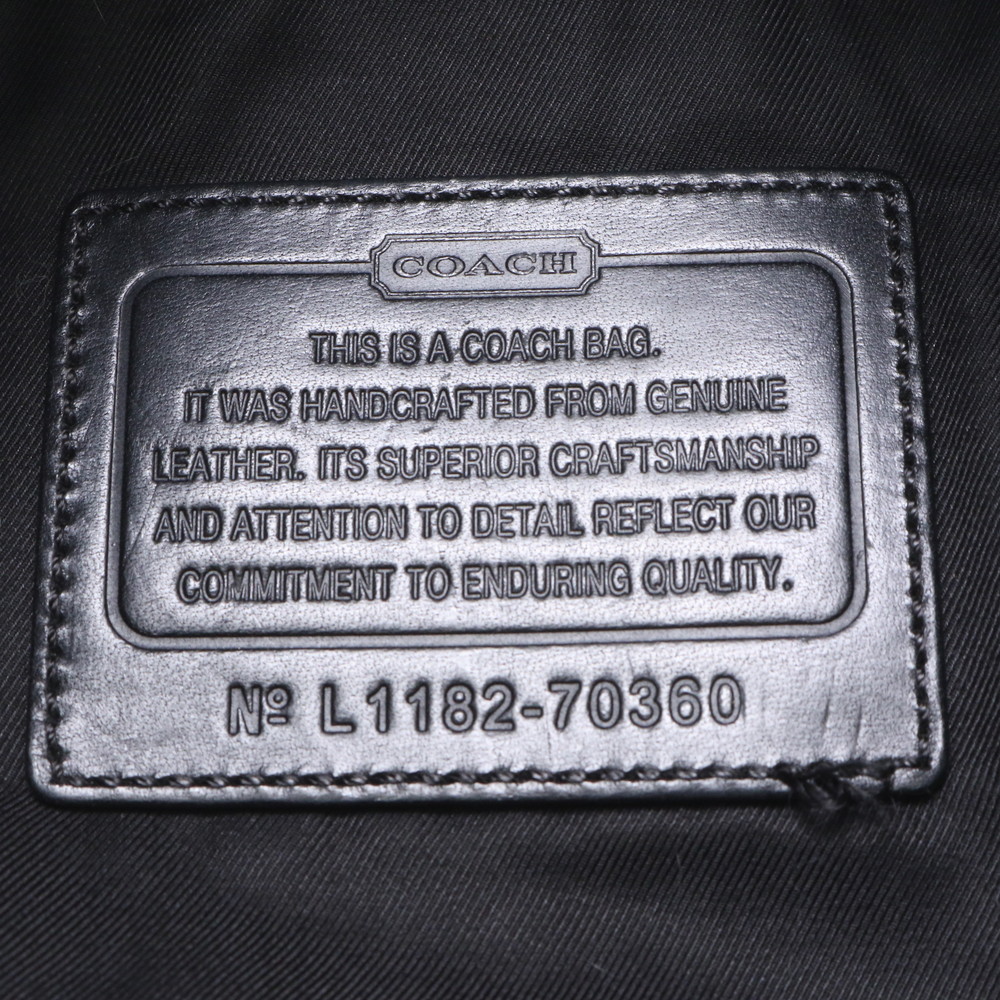 COACH
THIS IS A COACH BAG.
IT WAS HANDCRAFTED FROM GENUINE
LEATHER. ITS SUPERIOR CRAFTSMANSHIP
AND ATTENTION TO DETAIL REFLECT OUR
COMMITMENT TO ENDURING QUALITY.
Nº L1182-70360